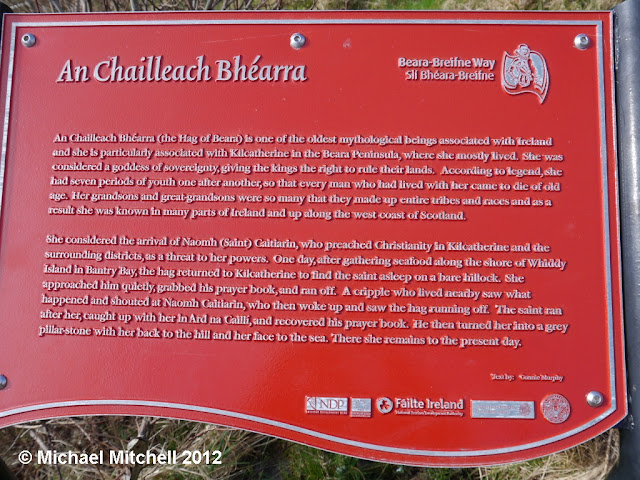 An Chailleach Bhéarra
Beara-Breifne Way
Slí Bhéara-Breifne
An Chailleach Bhéarra (the Hag of Beara) is one of the oldest mythological beings associated with Ireland
and she is particularly associated with Kilcatherine in the Beara Peninsula, where she mostly lived. She was
considered a goddess of sovereignty, giving the kings the right to rule their lands. According to legend, she
had seven periods of youth one after another, so that every man who had lived with her came to die of old
age. Her grandsons and great-grandsons were so many that they made up entire tribes and races and as a
result she was known in many parts of Ireland and up along the west coast of Scotland.
She considered the arrival of Naomh (Saint) Caitiarin, who preached Christianity in Kilcatherine and the
surrounding districts, as a threat to her powers. One day, after gathering seafood along the shore of Whiddy
Island in Bantry Bay, the hag returned to Kilcatherine to find the saint asleep on a bare hillock. She
approached him quietly, grabbed his prayer book, and ran off. A cripple who lived nearby saw what
happened and shouted at Naomh Caitiarin, who then woke up and saw the hag running off. The saint ran
after her, caught up with her in Ard na Caillí, and recovered his prayer book. He then turned her into a grey
pillar-stone with her back to the hill and her face to the sea. There she remains to the present day.
Text by: Connie Murphy
NDP
Fáilte Ireland
National Tourism Development Authority
© Michael Mitchell 2012